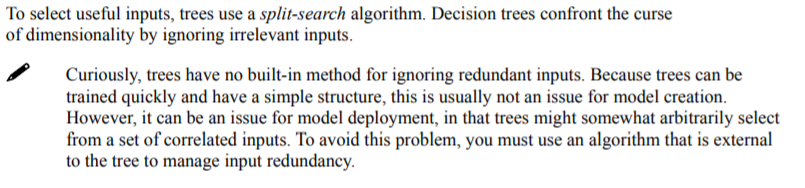 To select useful inputs, trees use a split-search algorithm. Decision trees confront the curse
of dimensionality by ignoring irrelevant inputs.
Curiously, trees have no built-in method for ignoring redundant inputs. Because trees can be
trained quickly and have a simple structure, this is usually not an issue for model creation.
However, it can be an issue for model deployment, in that trees might somewhat arbitrarily select
from a set of correlated inputs. To avoid this problem, you must use an algorithm that is external
to the tree to manage input redundancy.